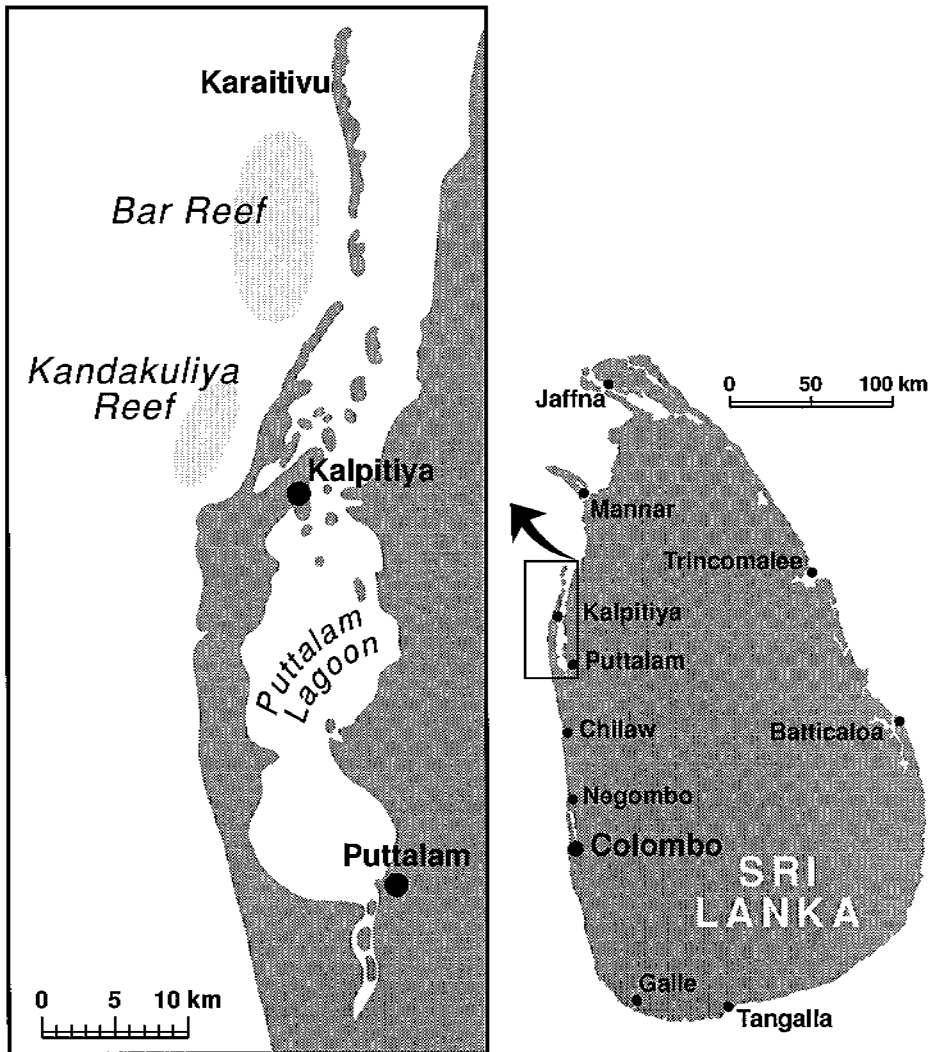 Karaitivu
Bar Reef
Kandakuliya
Reef
Kalpitiya
Puttalam
Lagoon
Puttalam
0 5 10 km
Jaffna
0 50 100 km
Mannar
Trincomalee
Kalpitiya
Puttalam
Chilaw
Batticaloa
Negombo
Colombo
SRI
LANKA
Galle
Tangalla